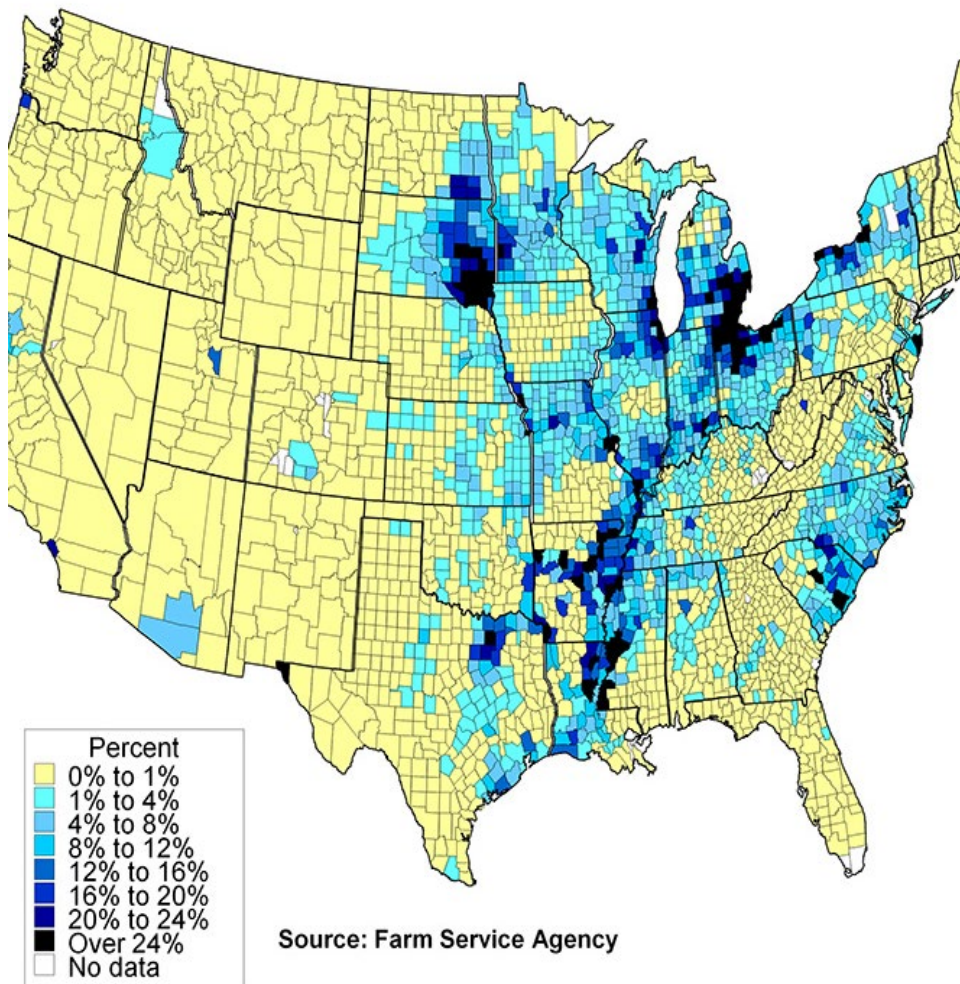 Percent
0% to 1%
1% to 4%
4% to 8%
8% to 12%
12% to 16%
16% to 20%
20% to 24%
Over 24%
No data
Source: Farm Service Agency